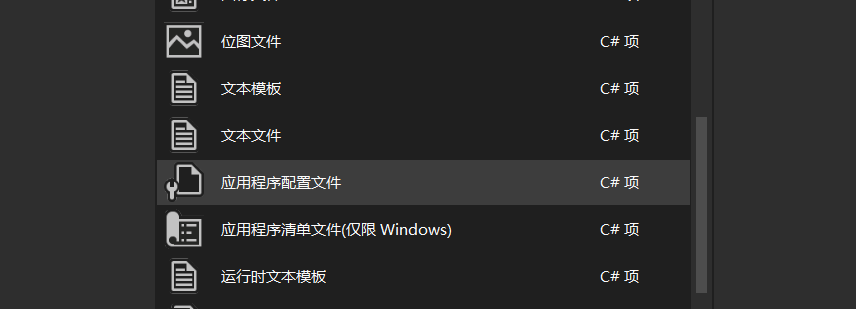 位图文件 C# 项
文本模板 C# 项
文本文件 C# 项
应用程序配置文件 C# 项
应用程序清单文件(仅限 Windows) C# 项
运行时文本模板 C# 项